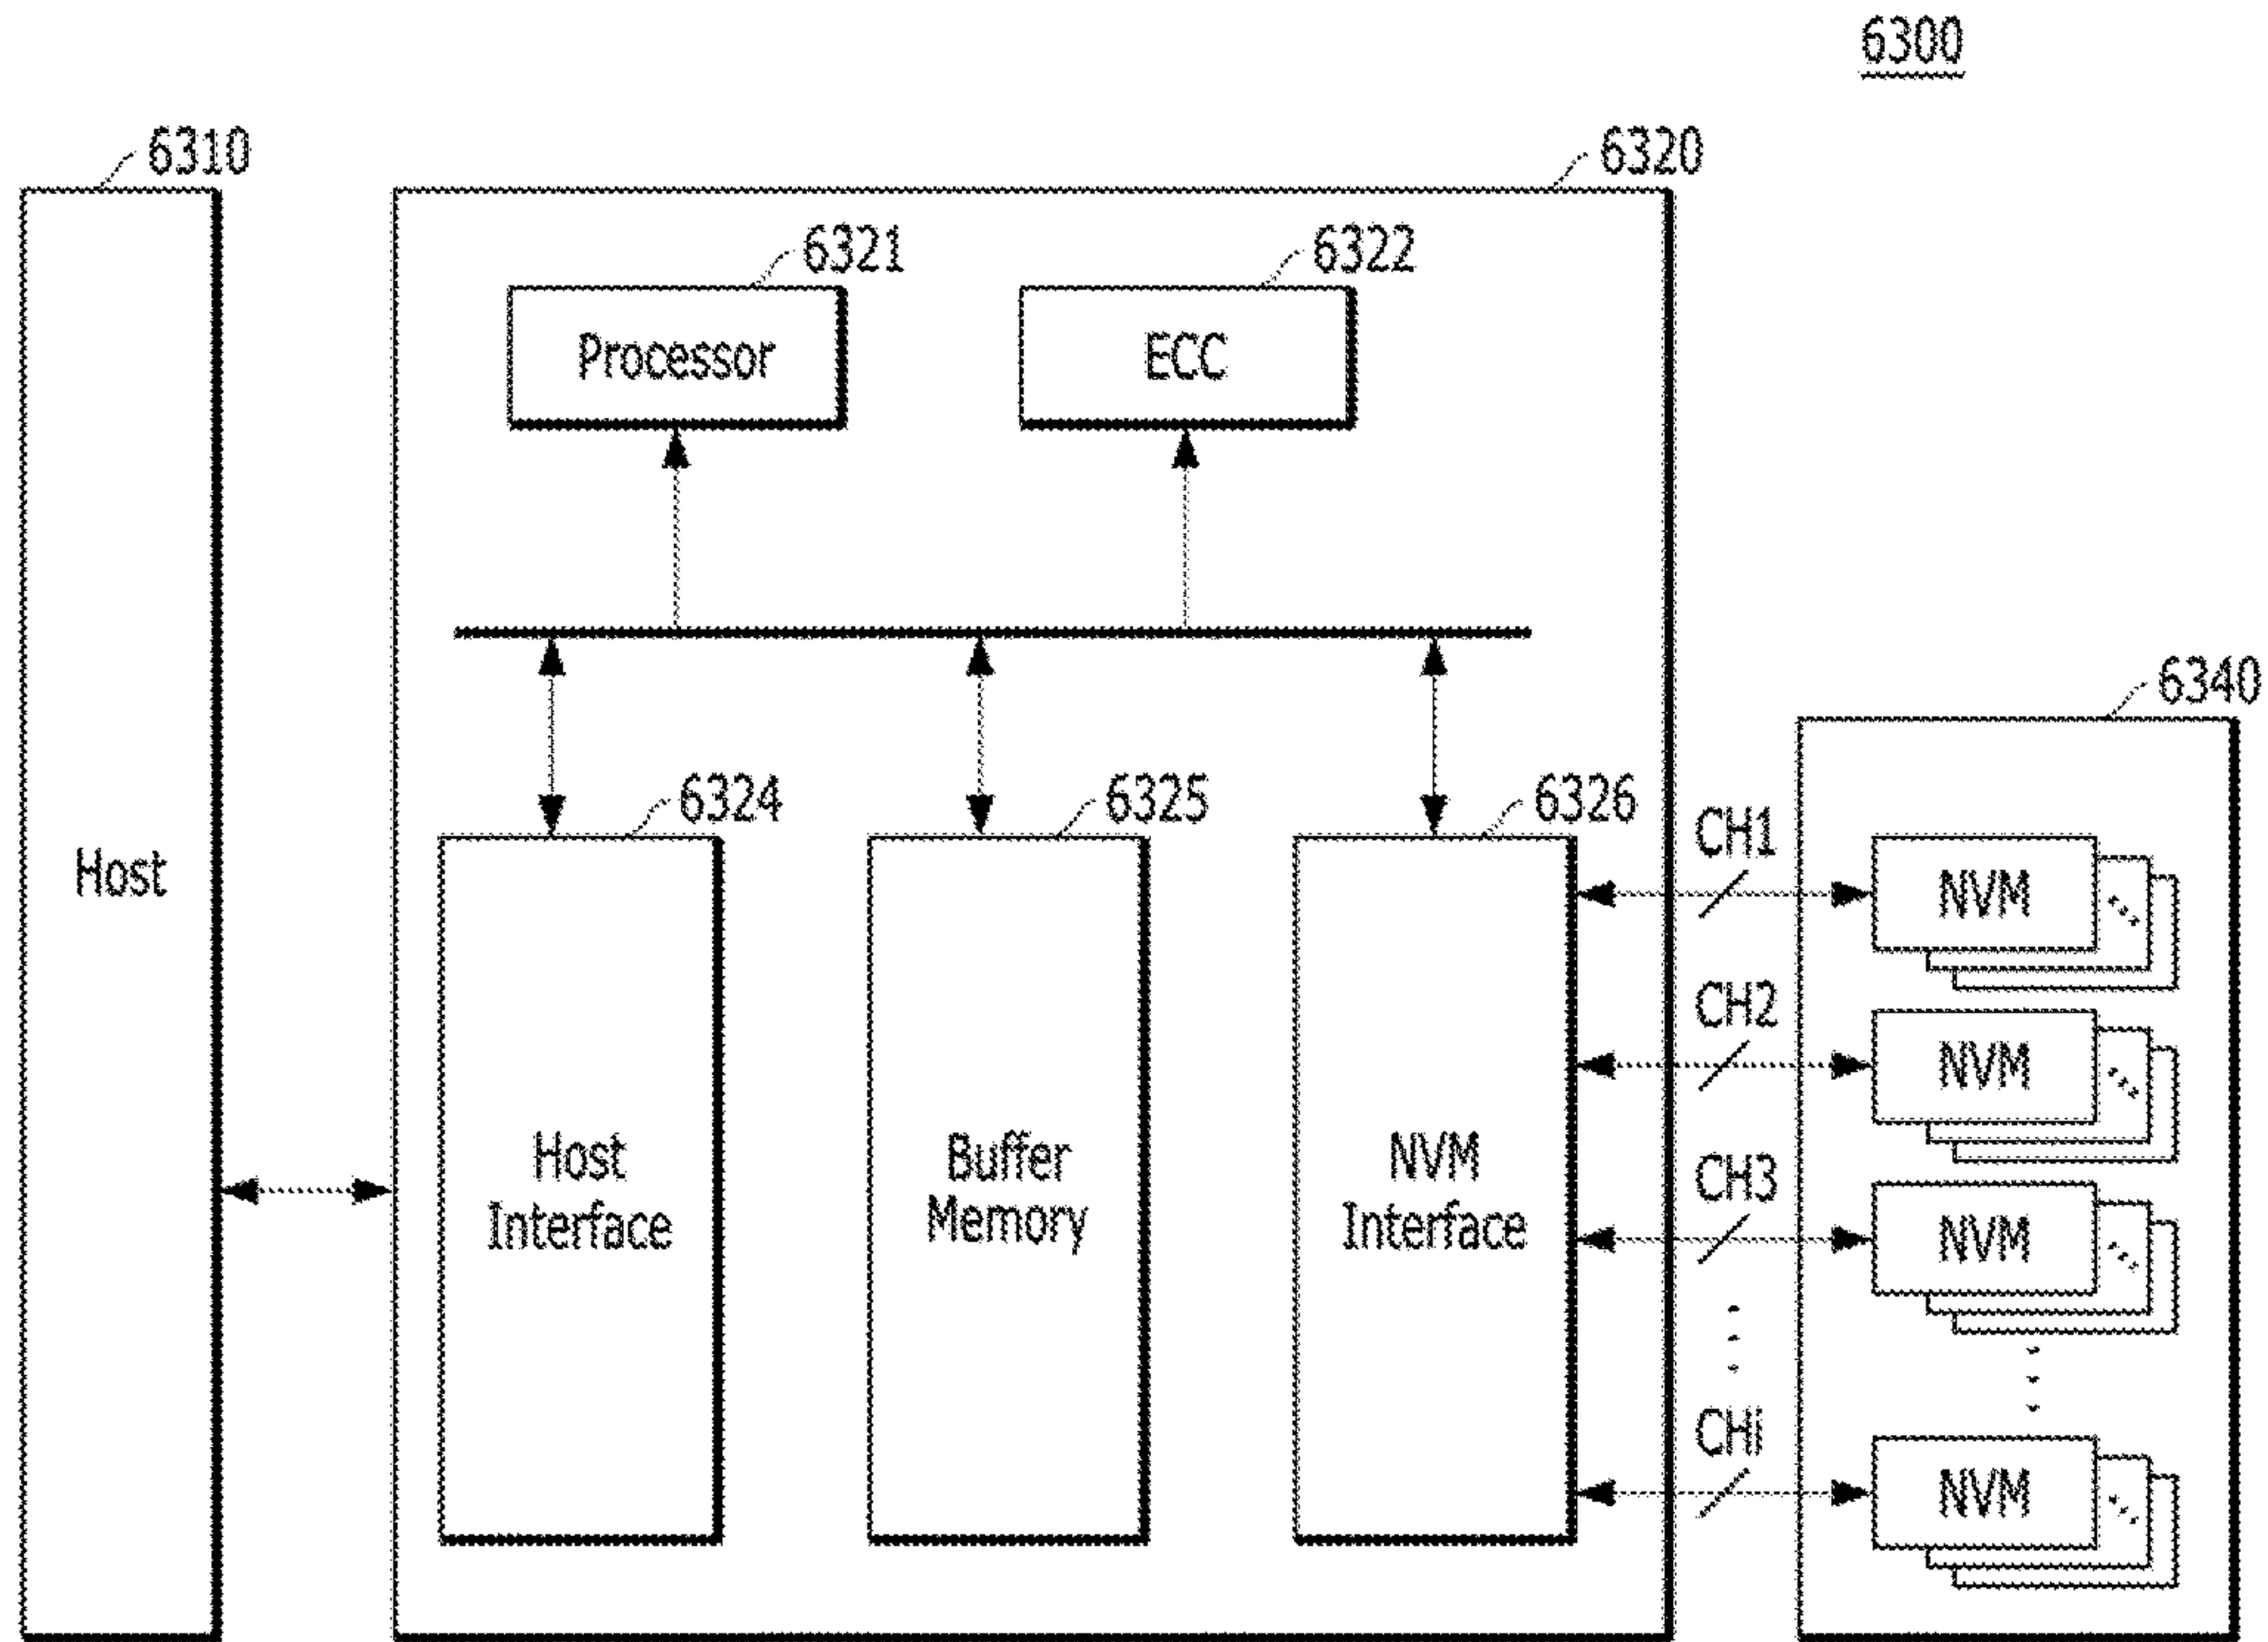 6300
6310
6320
6321
6322
Processor
ECC
6340
6324
6325
6326
CH1
Host
NVM
CH2
NVM
Host
Interface
Buffer
Memory
NVM
Interface
CH3
NVM
CHi
NVM